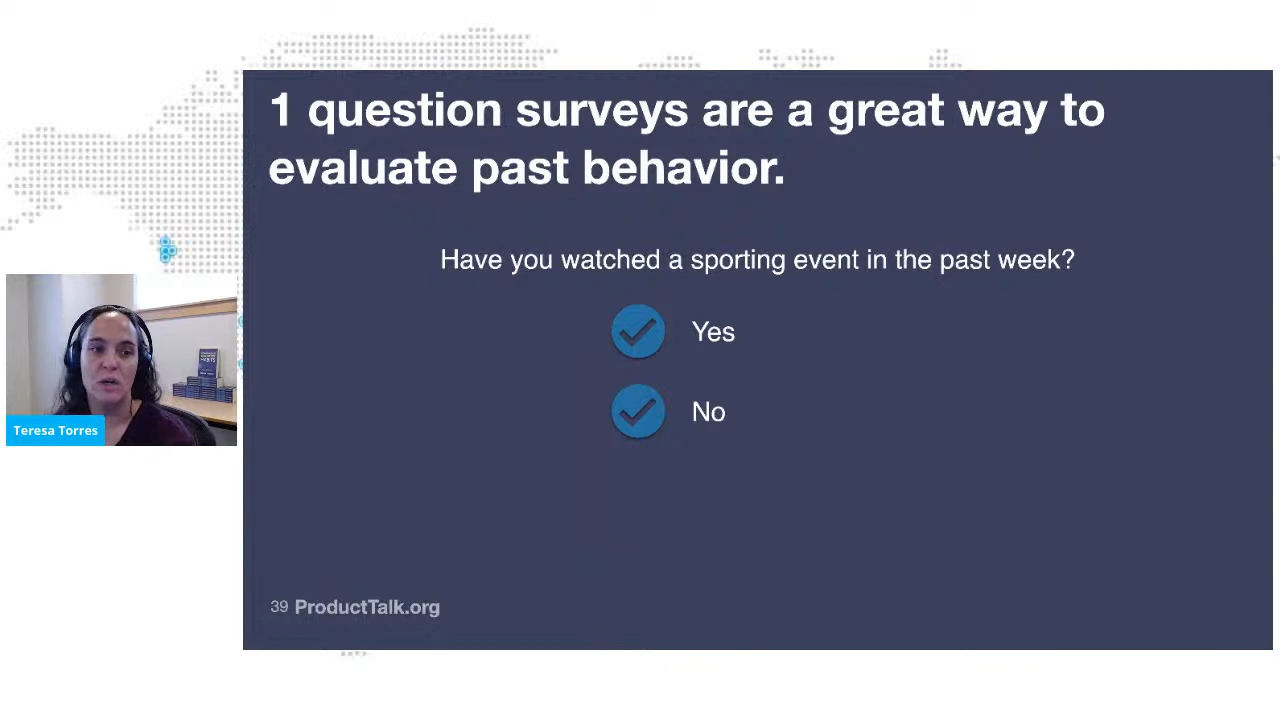 1 question surveys are a great way to
evaluate past behavior.
Have you watched a sporting event in the past week?
Yes
No
HABITS
Teresa Torres
39 ProductTalk.org